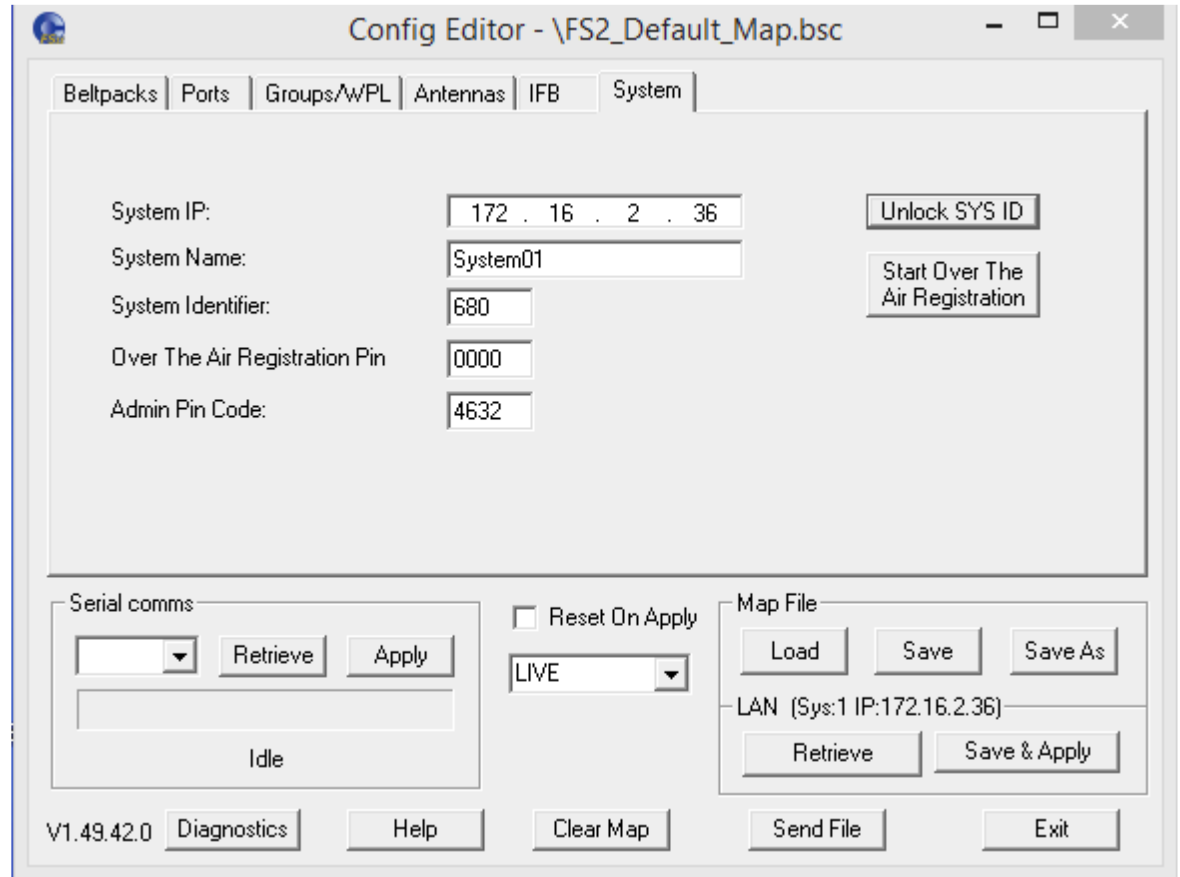 FS2
Config Editor - \FS2_Default_Map.bsc
Beltpacks Ports Groups/WPL Antennas IFB System
System IP: 172 . 16 . 2 . 36 Unlock SYS ID
System Name: System01
Start Over The
Air Registration
System Identifier: 680
Over The Air Registration Pin 0000
Admin Pin Code: 4632
Serial comms Reset On Apply Map File
Retrieve Apply LIVE Load Save Save As
LAN (Sys:1 IP:172.16.2.36)
Idle Retrieve Save & Apply
V1.49.42.0 Diagnostics Help Clear Map Send File Exit